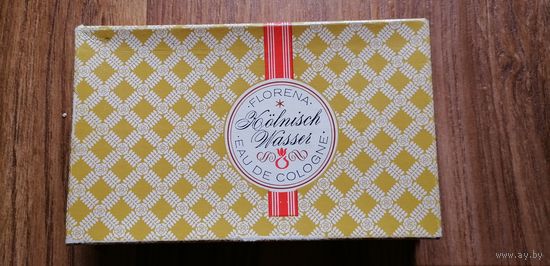 · FLORENA ·
Kölnisch
Wasser
EAU DE COLOGNE
www.ay.by